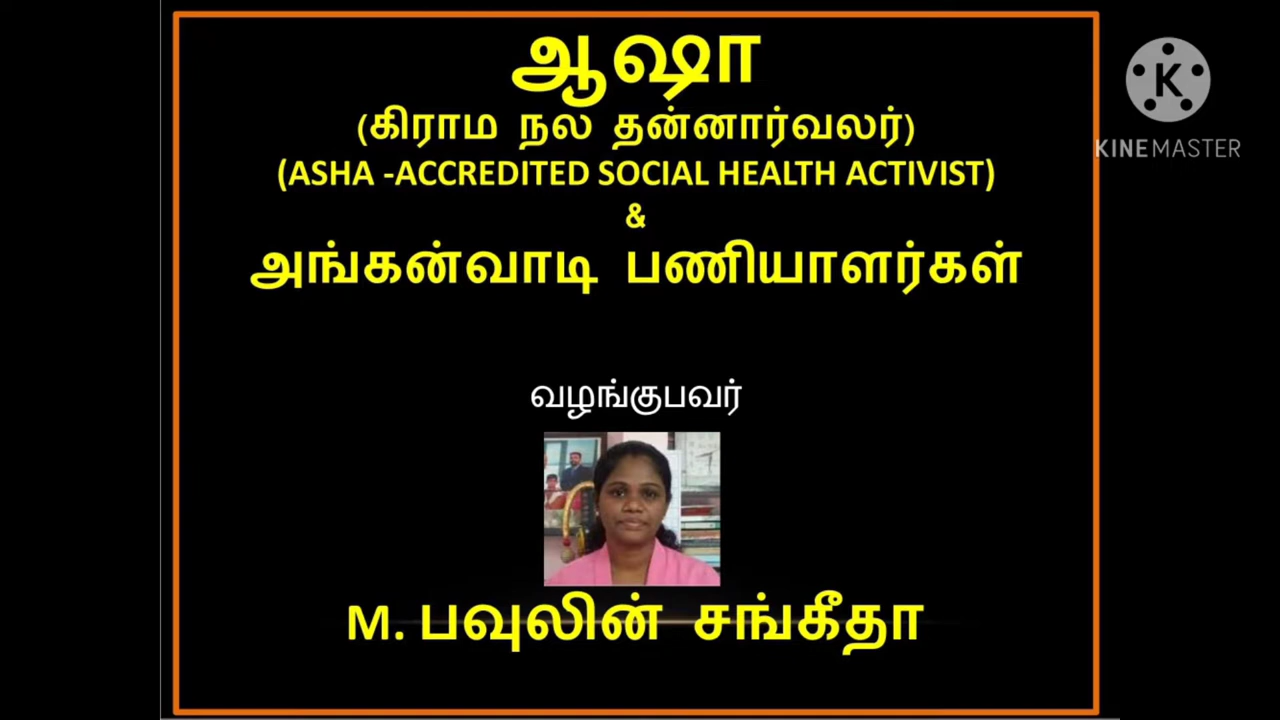 ஆஷா
(கிராம நல தன்னார்வலர்)
(ASHA -ACCREDITED SOCIAL HEALTH ACTIVIST)
&
அங்கன்வாடி பணியாளர்கள்
வழங்குபவர்
M. பவுலின் சங்கீதா
K
KINEMASTER